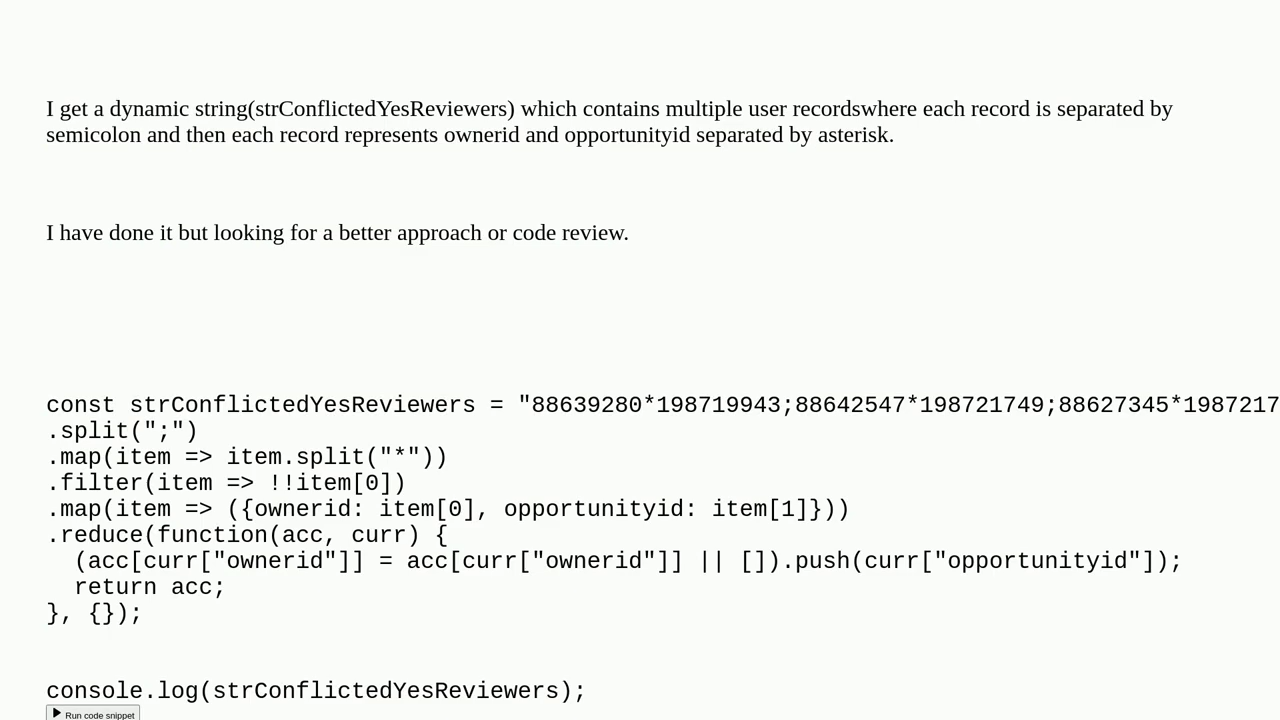 I get a dynamic string(strConflictedYesReviewers) which contains multiple user recordswhere each record is separated by
semicolon and then each record represents ownerid and opportunityid separated by asterisk.
I have done it but looking for a better approach or code review.
const strConflictedYesReviewers = "88639280*198719943;88642547*198721749;88627345*1987217
.split(";")
.map(item => item.split("*"))
.filter(item => !!item[0])
.map(item => ({ownerid: item[0], opportunityid: item[1]}))
.reduce(function(acc, curr) {
  (acc[curr["ownerid"]] = acc[curr["ownerid"]] || []).push(curr["opportunityid"]);
  return acc;
}, {});
console.log(strConflictedYesReviewers);
Run code snippet